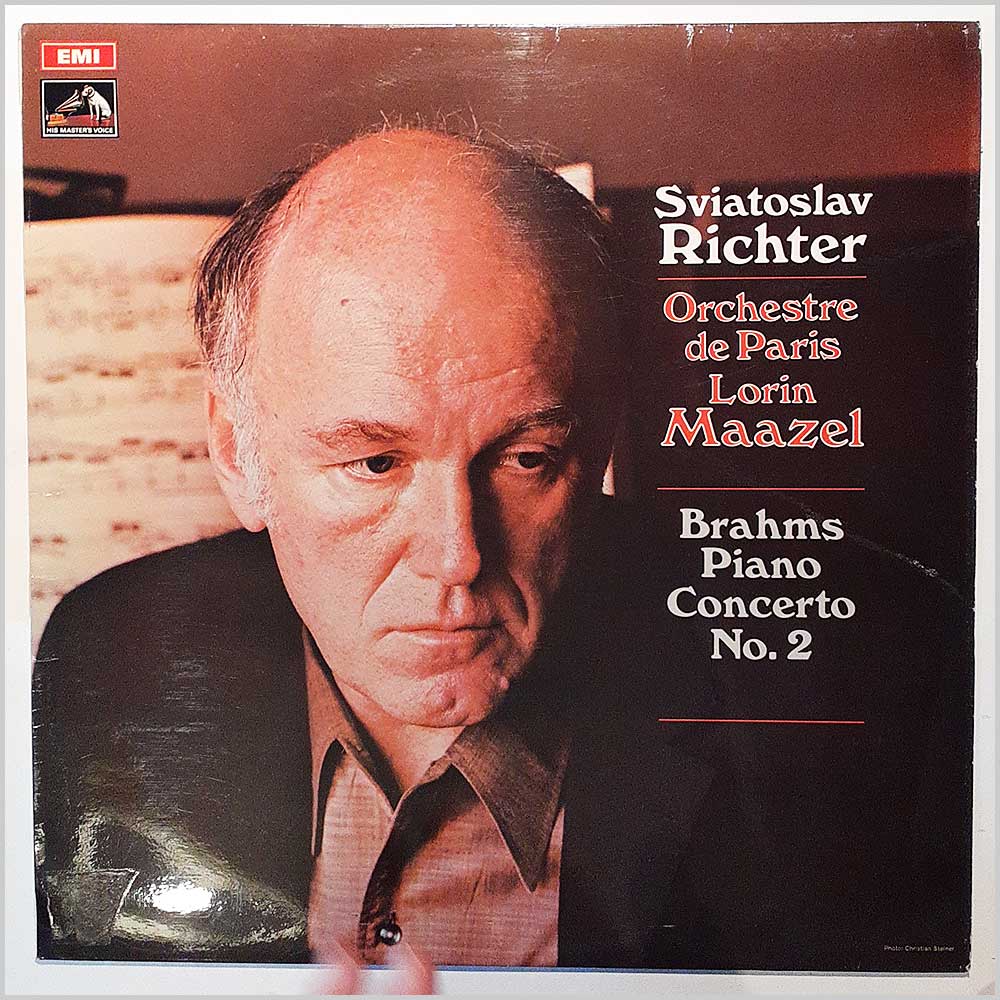 EMI
HIS MASTER'S VOICE
Sviatoslav
Richter
Orchestre
de Paris
Lorin
Maazel
Brahms
Piano
Concerto
No. 2
Photo: Christian Steiner